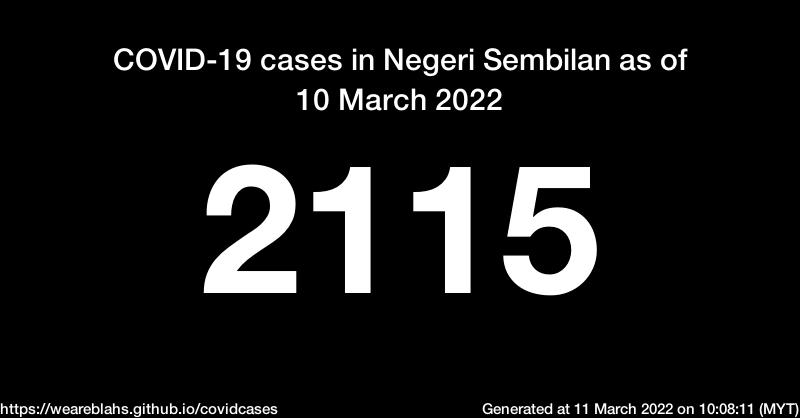 COVID-19 cases in Negeri Sembilan as of
10 March 2022
2115
https://weareblahs.github.io/covidcases
Generated at 11 March 2022 on 10:08:11 (MYT)